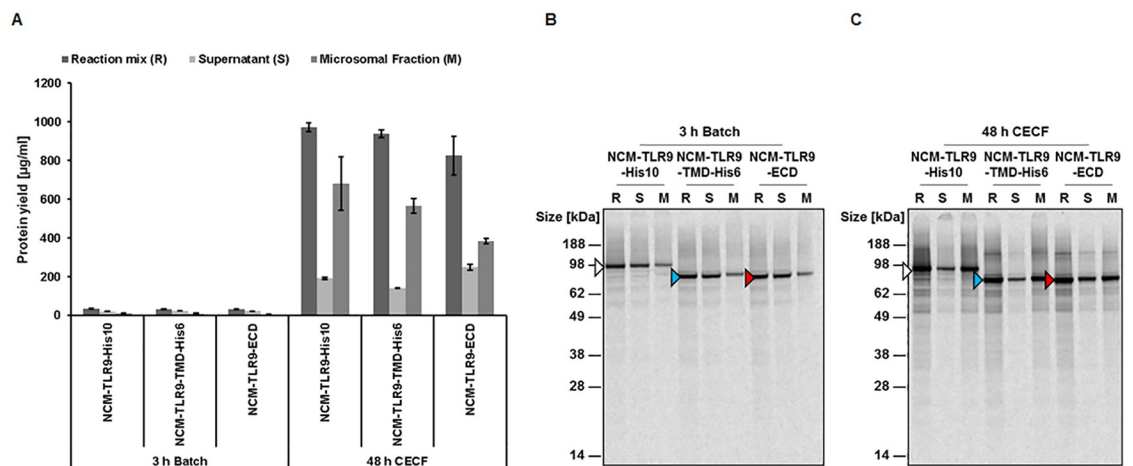 A
Reaction mix (R) Supernatant (S) Microsomal Fraction (M)
Protein yield [µg/ml]
1200
1000
800
600
400
200
0
NCM-TLR9-His10
NCM-TLR9-TMD-His6
NCM-TLR9-ECD
NCM-TLR9-His10
NCM-TLR9-TMD-His6
NCM-TLR9-ECD
3 h Batch
48 h CECF
B
3 h Batch
NCM-TLR9 NCM-TLR9 NCM-TLR9
-His10 -TMD-His6 -ECD
R S M R S M R S M
Size [kDa]
188
98
62
49
38
28
14
C
48 h CECF
NCM-TLR9 NCM-TLR9 NCM-TLR9
-His10 -TMD-His6 -ECD
R S M R S M R S M
Size [kDa]
188
98
62
49
38
28
14